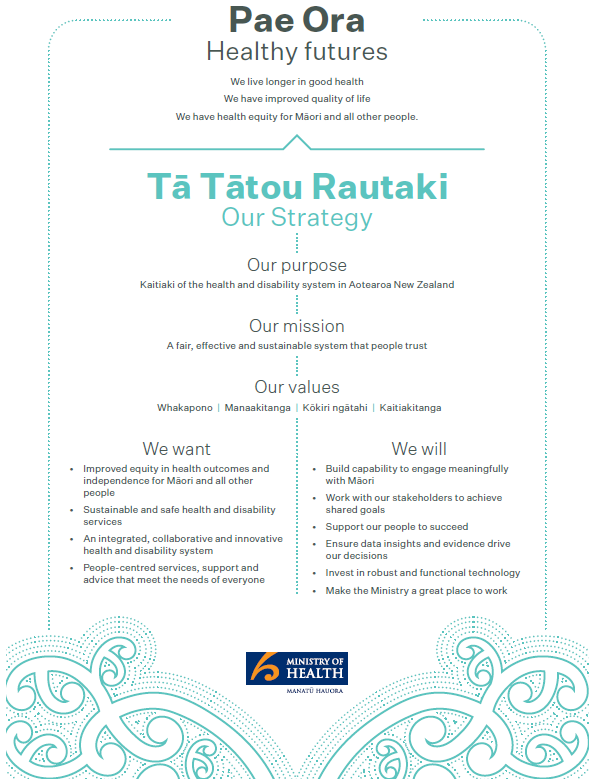 Pae Ora
Healthy futures
We live longer in good health
We have improved quality of life
We have health equity for Māori and all other people.
Tā Tātou Rautaki
Our Strategy
Our purpose
Kaitiaki of the health and disability system in Aotearoa New Zealand
Our mission
A fair, effective and sustainable system that people trust
Our values
Whakapono | Manaakitanga | Kōkiri ngātahi | Kaitiakitanga
We want
• Improved equity in health outcomes and
independence for Māori and all other
people
• Sustainable and safe health and disability
services
• An integrated, collaborative and innovative
health and disability system
• People-centred services, support and
advice that meet the needs of everyone
We will
• Build capability to engage meaningfully
with Māori
• Work with our stakeholders to achieve
shared goals
• Support our people to succeed
• Ensure data insights and evidence drive
our decisions
• Invest in robust and functional technology
• Make the Ministry a great place to work
MINISTRY OF
HEALTH
MANATŪ HAUORA